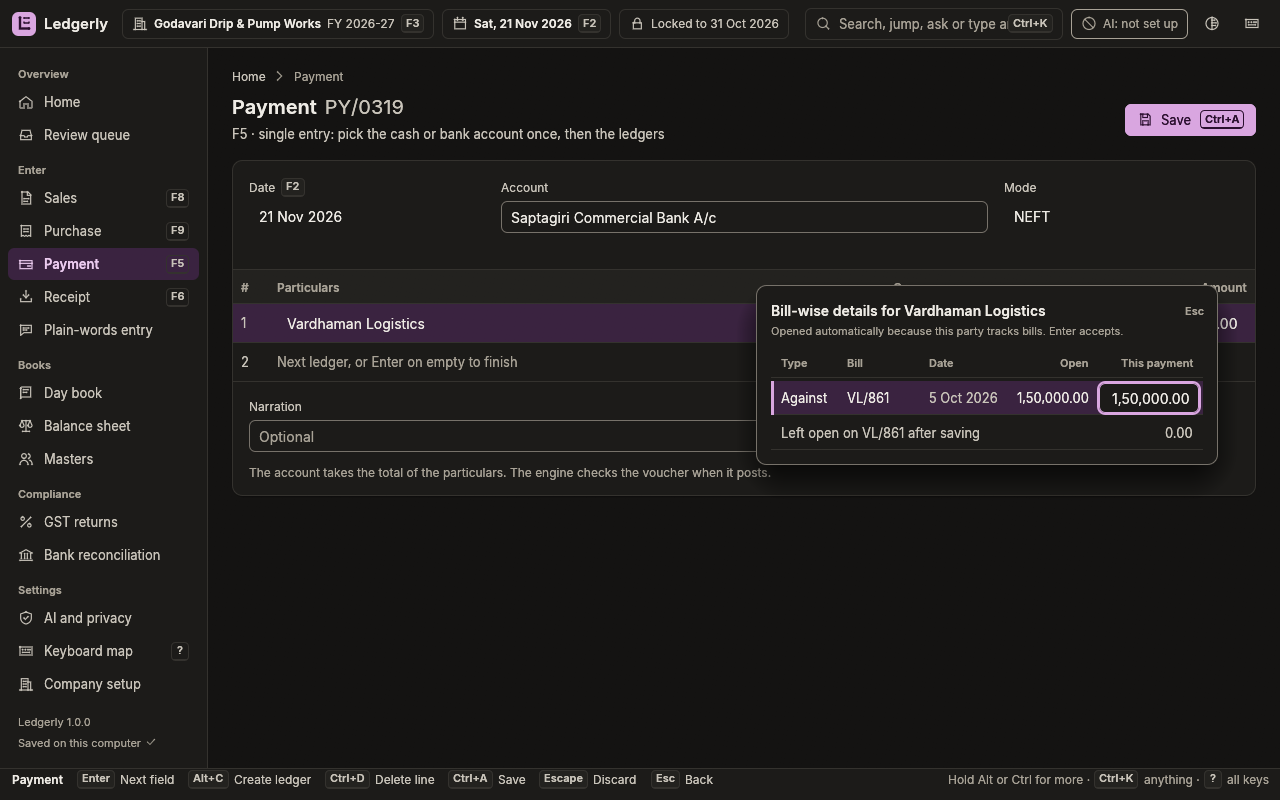 Ledgerly
Godavari Drip & Pump Works FY 2026-27 F3
Sat, 21 Nov 2026 F2
Locked to 31 Oct 2026
Search, jump, ask or type a Ctrl+K
AI: not set up
Overview
Home
Review queue
Enter
Sales F8
Purchase F9
Payment F5
Receipt F6
Plain-words entry
Books
Day book
Balance sheet
Masters
Compliance
GST returns
Bank reconciliation
Settings
AI and privacy
Keyboard map ?
Company setup
Ledgerly 1.0.0
Saved on this computer
Home > Payment
Payment PY/0319
F5 · single entry: pick the cash or bank account once, then the ledgers
Save Ctrl+A
Date F2 Account Mode
21 Nov 2026 Saptagiri Commercial Bank A/c NEFT
# Particulars mount
1 Vardhaman Logistics .00
2 Next ledger, or Enter on empty to finish
Narration
Optional
The account takes the total of the particulars. The engine checks the voucher when it posts.
Bill-wise details for Vardhaman Logistics Esc
Opened automatically because this party tracks bills. Enter accepts.
Type Bill Date Open This payment
Against VL/861 5 Oct 2026 1,50,000.00 1,50,000.00
Left open on VL/861 after saving 0.00
Payment Enter Next field Alt+C Create ledger Ctrl+D Delete line Ctrl+A Save Escape Discard Esc Back
Hold Alt or Ctrl for more · Ctrl+K anything · ? all keys